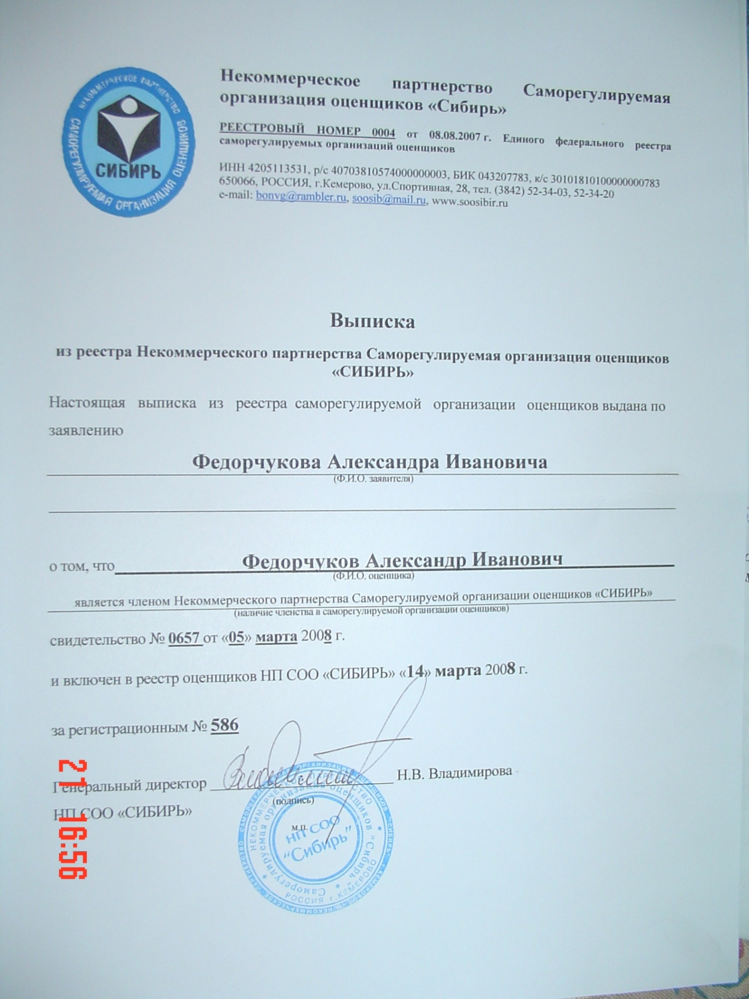 НЕКОММЕРЧЕСКОЕ ПАРТНЕРСТВО
САМОРЕГУЛИРУЕМАЯ ОРГАНИЗАЦИЯ ОЦЕНЩИКОВ
СИБИРЬ
Некоммерческое партнерство Саморегулируемая
организация оценщиков «Сибирь»
РЕЕСТРОВЫЙ НОМЕР 0004 от 08.08.2007 г. Единого федерального реестра
саморегулируемых организаций оценщиков
ИНН 4205113531, р/с 40703810574000000003, БИК 043207783, к/с 30101810100000000783
650066, РОССИЯ, г.Кемерово, ул.Спортивная, 28, тел. (3842) 52-34-03, 52-34-20
e-mail: bonvg@rambler.ru, soosib@mail.ru, www.soosibir.ru
Выписка
из реестра Некоммерческого партнерства Саморегулируемая организация оценщиков
«СИБИРЬ»
Настоящая выписка из реестра саморегулируемой организации оценщиков выдана по
заявлению
Федорчукова Александра Ивановича
(Ф.И.О. заявителя)
о том, что Федорчуков Александр Иванович
(Ф.И.О. оценщика)
является членом Некоммерческого партнерства Саморегулируемой организации оценщиков «СИБИРЬ»
(наличие членства в саморегулируемой организации оценщиков)
свидетельство № 0657 от «05» марта 2008 г.
и включен в реестр оценщиков НП СОО «СИБИРЬ» «14» марта 2008 г.
за регистрационным № 586
Генеральный директор Н.В. Владимирова
(подпись)
НП СОО «СИБИРЬ»
м.п.
НП СОО
"Сибирь"
Саморегулируемая организация оценщиков "Сибирь"
НЕКОММЕРЧЕСКОЕ ПАРТНЕРСТВО
РОССИЯ г.КЕМЕРОВО
21 16:56